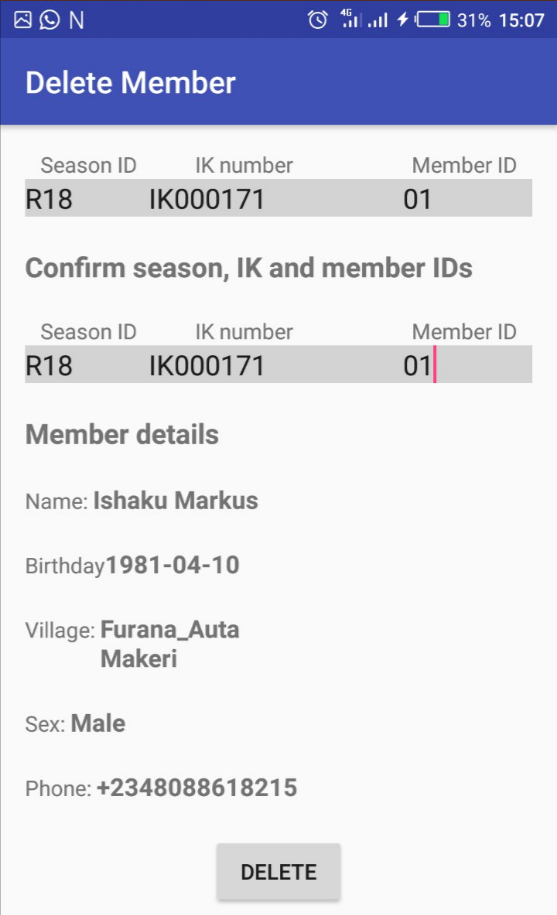 N 4G 31% 15:07
Delete Member
Season ID IK number Member ID
R18 IK000171 01
Confirm season, IK and member IDs
Season ID IK number Member ID
R18 IK000171 01
Member details
Name: Ishaku Markus
Birthday1981-04-10
Village: Furana_Auta
Makeri
Sex: Male
Phone: +2348088618215
DELETE